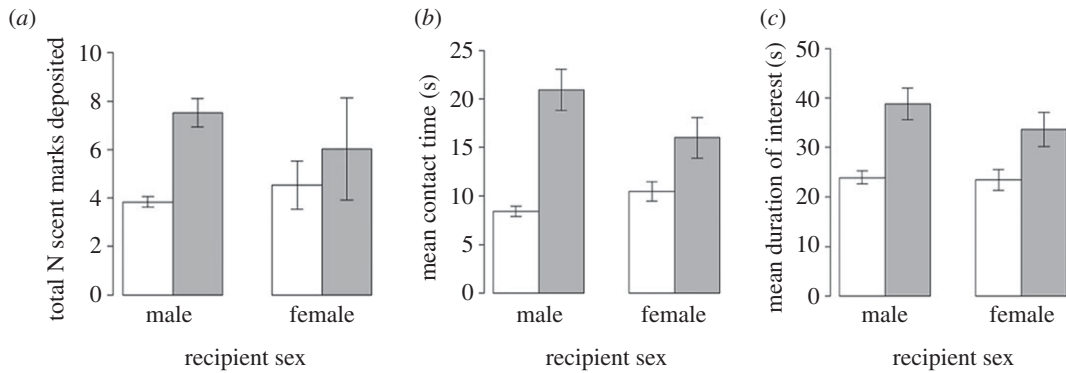 (a)
total N scent marks deposited
10
8
6
4
2
0
male
female
recipient sex
(b)
mean contact time (s)
25
20
15
10
5
0
male
female
recipient sex
(c)
mean duration of interest (s)
50
40
30
20
10
0
male
female
recipient sex